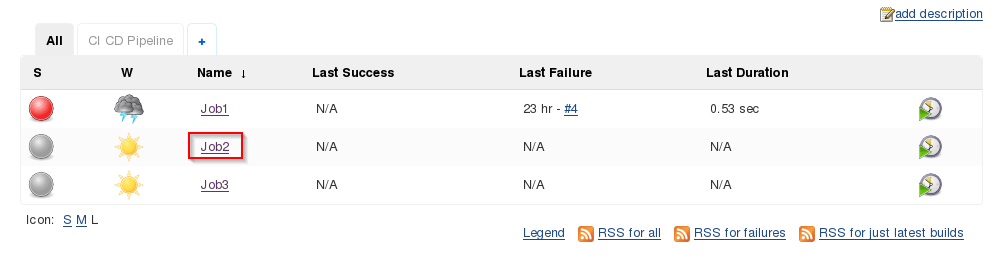 add description
All CI CD Pipeline +
S W Name ↓ Last Success Last Failure Last Duration
Job1 N/A 23 hr - #4 0.53 sec
Job2 N/A N/A N/A
Job3 N/A N/A N/A
Icon: S M L
Legend RSS for all RSS for failures RSS for just latest builds